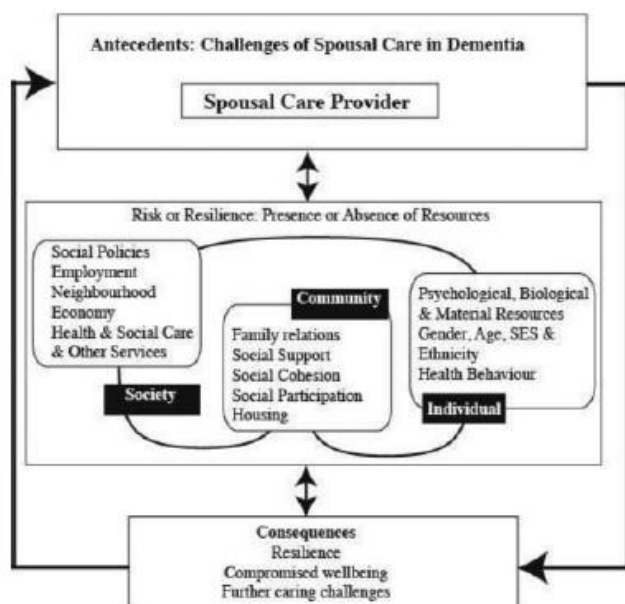 Antecedents: Challenges of Spousal Care in Dementia
Spousal Care Provider
Risk or Resilience: Presence or Absence of Resources
Social Policies
Employment
Neighbourhood
Economy
Health & Social Care
& Other Services
Society
Community
Family relations
Social Support
Social Cohesion
Social Participation
Housing
Psychological, Biological
& Material Resources
Gender, Age, SES &
Ethnicity
Health Behaviour
Individual
Consequences
Resilience
Compromised wellbeing
Further caring challenges